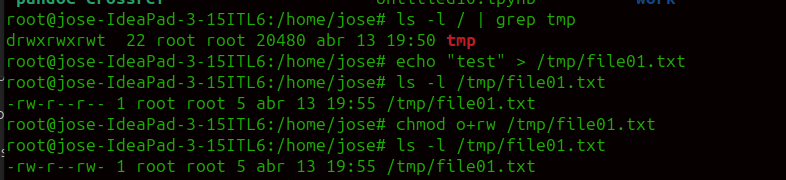 work
root@jose-IdeaPad-3-15ITL6:/home/jose# ls -l / | grep tmp
drwxrwxrwt  22 root root 20480 abr 13 19:50 tmp
root@jose-IdeaPad-3-15ITL6:/home/jose# echo "test" > /tmp/file01.txt
root@jose-IdeaPad-3-15ITL6:/home/jose# ls -l /tmp/file01.txt
-rw-r--r-- 1 root root 5 abr 13 19:55 /tmp/file01.txt
root@jose-IdeaPad-3-15ITL6:/home/jose# chmod o+rw /tmp/file01.txt
root@jose-IdeaPad-3-15ITL6:/home/jose# ls -l /tmp/file01.txt
-rw-r--rw- 1 root root 5 abr 13 19:55 /tmp/file01.txt